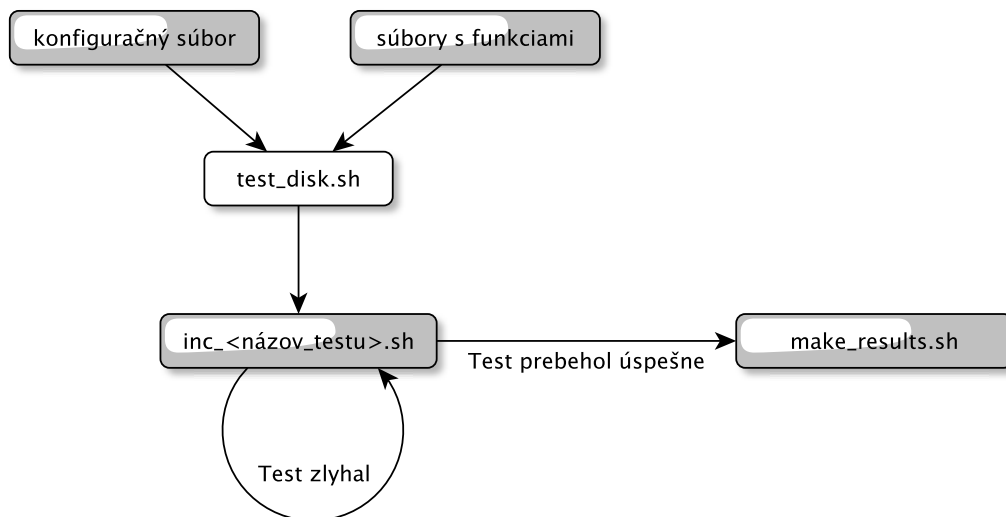 konfiguračný súbor
súbory s funkciami
test_disk.sh
inc_<názov_testu>.sh
Test prebehol úspešne
make_results.sh
Test zlyhal